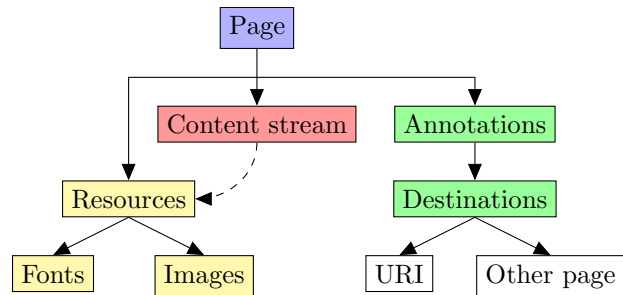 Page
Content stream
Annotations
Resources
Destinations
Fonts
Images
URI
Other page